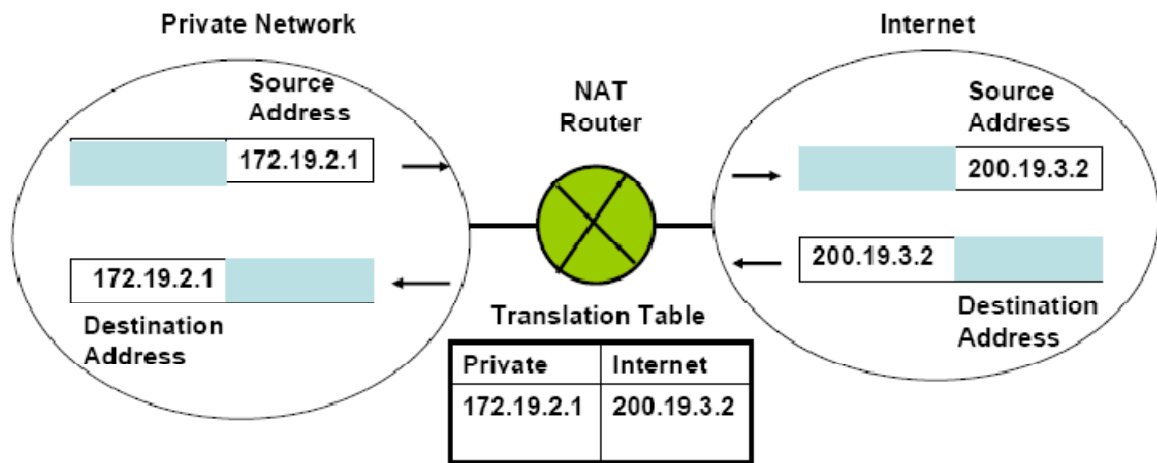 Private Network
Internet
Source
Address
172.19.2.1
172.19.2.1
Destination
Address
NAT
Router
Translation Table
Private Internet
172.19.2.1 200.19.3.2
Source
Address
200.19.3.2
200.19.3.2
Destination
Address